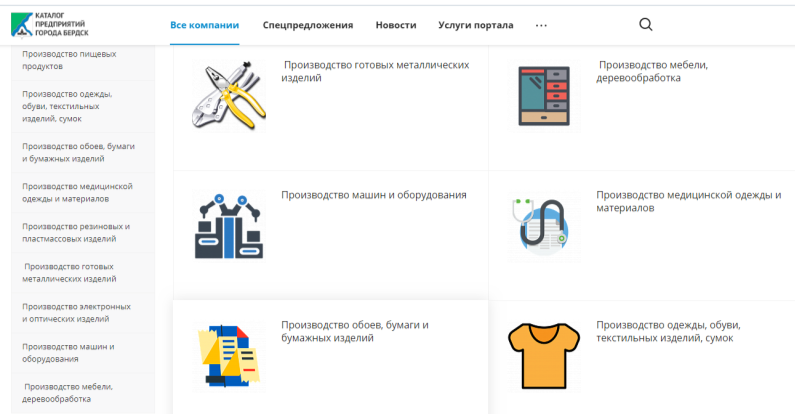 КАТАЛОГ
ПРЕДПРИЯТИЙ
ГОРОДА БЕРДСК
Все компании
Спецпредложения
Новости
Услуги портала
...
Производство пищевых
продуктов
Производство одежды,
обуви, текстильных
изделий, сумок
Производство обоев, бумаги
и бумажных изделий
Производство медицинской
одежды и материалов
Производство резиновых и
пластмассовых изделий
Производство готовых
металлических изделий
Производство электронных
и оптических изделий
Производство машин и
оборудования
Производство мебели,
деревообработка
Производство готовых металлических
изделий
Производство мебели,
деревообработка
Производство машин и оборудования
Производство медицинской одежды и
материалов
Производство обоев, бумаги и
бумажных изделий
Производство одежды, обуви,
текстильных изделий, сумок